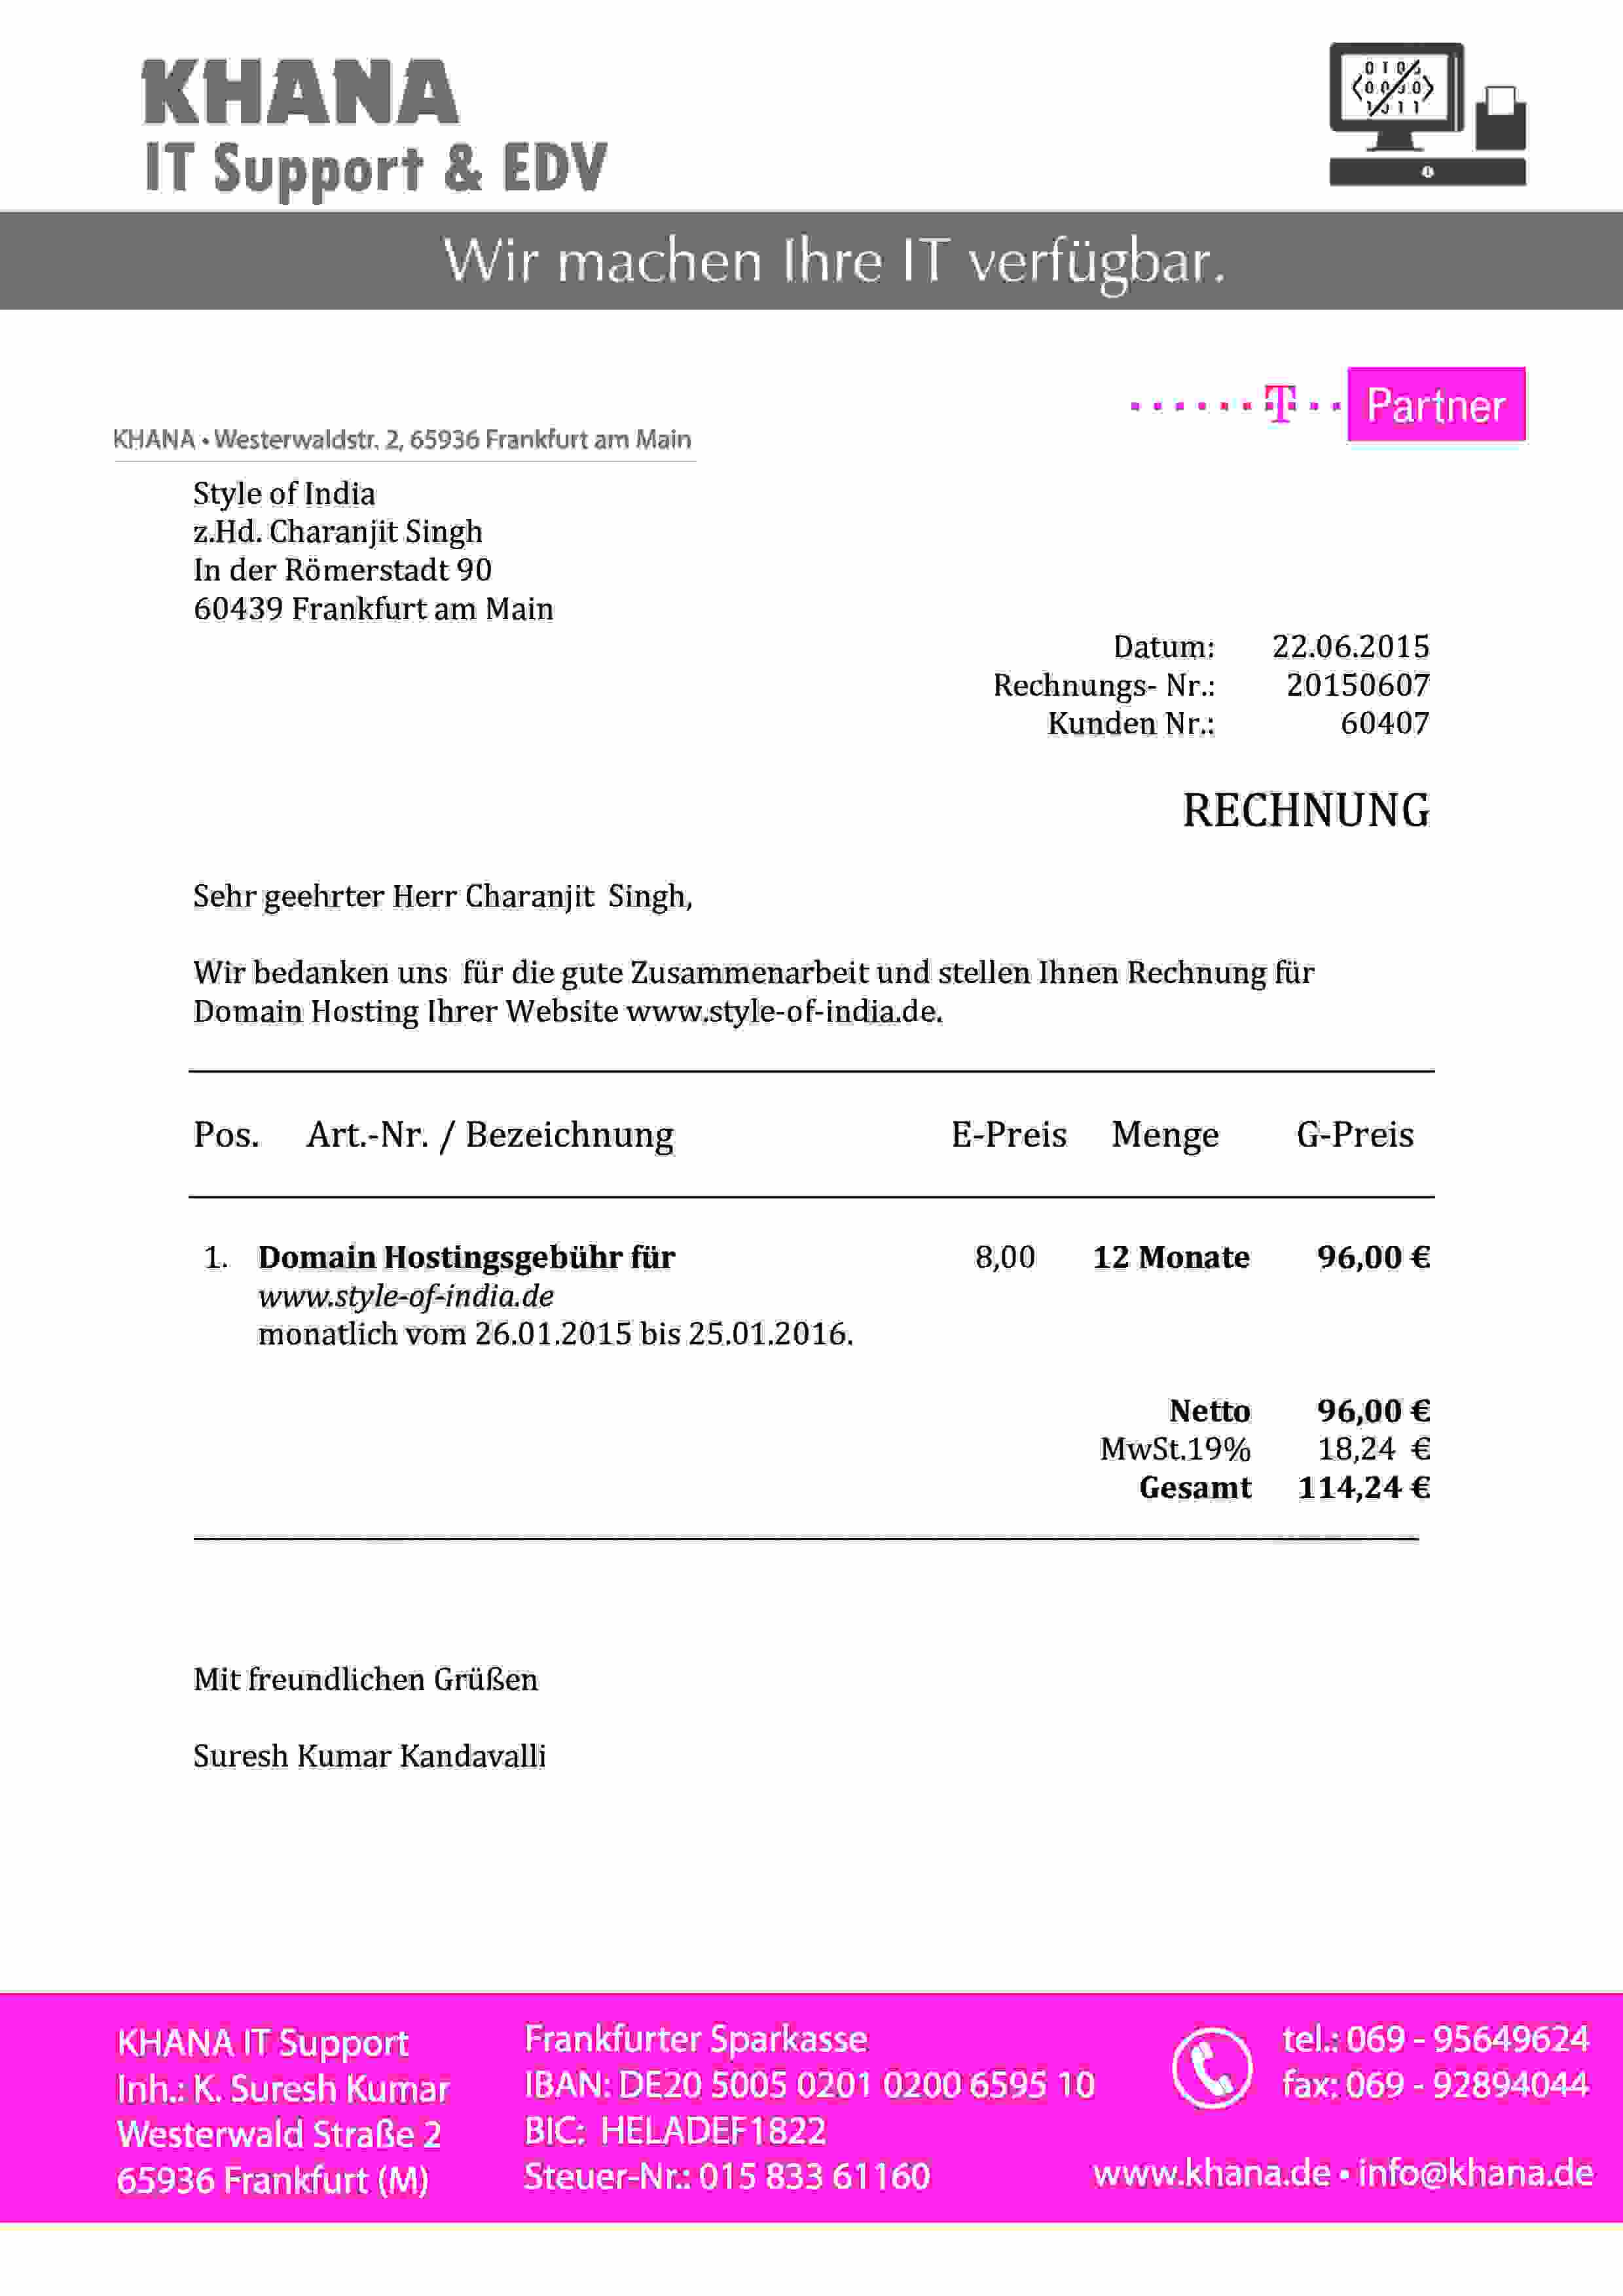 KHANA
IT Support & EDV
Wir machen Ihre IT verfügbar.
T Partner
KHANA • Westerwaldstr. 2, 65936 Frankfurt am Main
Style of India
z.Hd. Charanjit Singh
In der Römerstadt 90
60439 Frankfurt am Main
Datum: 22.06.2015
Rechnungs- Nr.: 20150607
Kunden Nr.: 60407
RECHNUNG
Sehr geehrter Herr Charanjit Singh,
Wir bedanken uns für die gute Zusammenarbeit und stellen Ihnen Rechnung für
Domain Hosting Ihrer Website www.style-of-india.de.
Pos. Art.-Nr. / Bezeichnung E-Preis Menge G-Preis
1. Domain Hostingsgebühr für 8,00 12 Monate 96,00 €
www.style-of-india.de
monatlich vom 26.01.2015 bis 25.01.2016.
Netto 96,00 €
MwSt.19% 18,24 €
Gesamt 114,24 €
Mit freundlichen Grüßen
Suresh Kumar Kandavalli
KHANA IT Support
Inh.: K. Suresh Kumar
Westerwald Straße 2
65936 Frankfurt (M)
Frankfurter Sparkasse
IBAN: DE20 5005 0201 0200 6595 10
BIC: HELADEF1822
Steuer-Nr.: 015 833 61160
tel.: 069 - 95649624
fax: 069 - 92894044
www.khana.de • info@khana.de